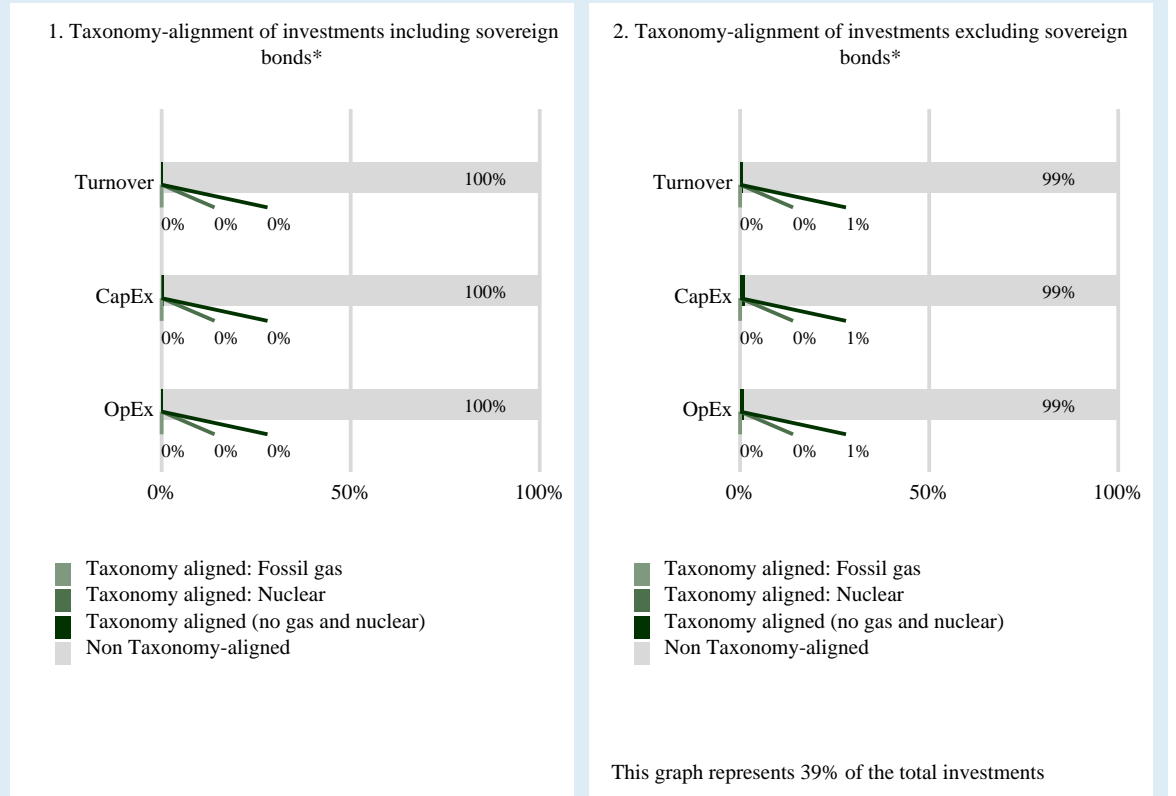 1. Taxonomy-alignment of investments including sovereign
bonds*
Turnover
100%
0% 0% 0%
CapEx
100%
0% 0% 0%
OpEx
100%
0% 0% 0%
0% 50% 100%
Taxonomy aligned: Fossil gas
Taxonomy aligned: Nuclear
Taxonomy aligned (no gas and nuclear)
Non Taxonomy-aligned
2. Taxonomy-alignment of investments excluding sovereign
bonds*
Turnover
99%
0% 0% 1%
CapEx
99%
0% 0% 1%
OpEx
99%
0% 0% 1%
0% 50% 100%
Taxonomy aligned: Fossil gas
Taxonomy aligned: Nuclear
Taxonomy aligned (no gas and nuclear)
Non Taxonomy-aligned
This graph represents 39% of the total investments